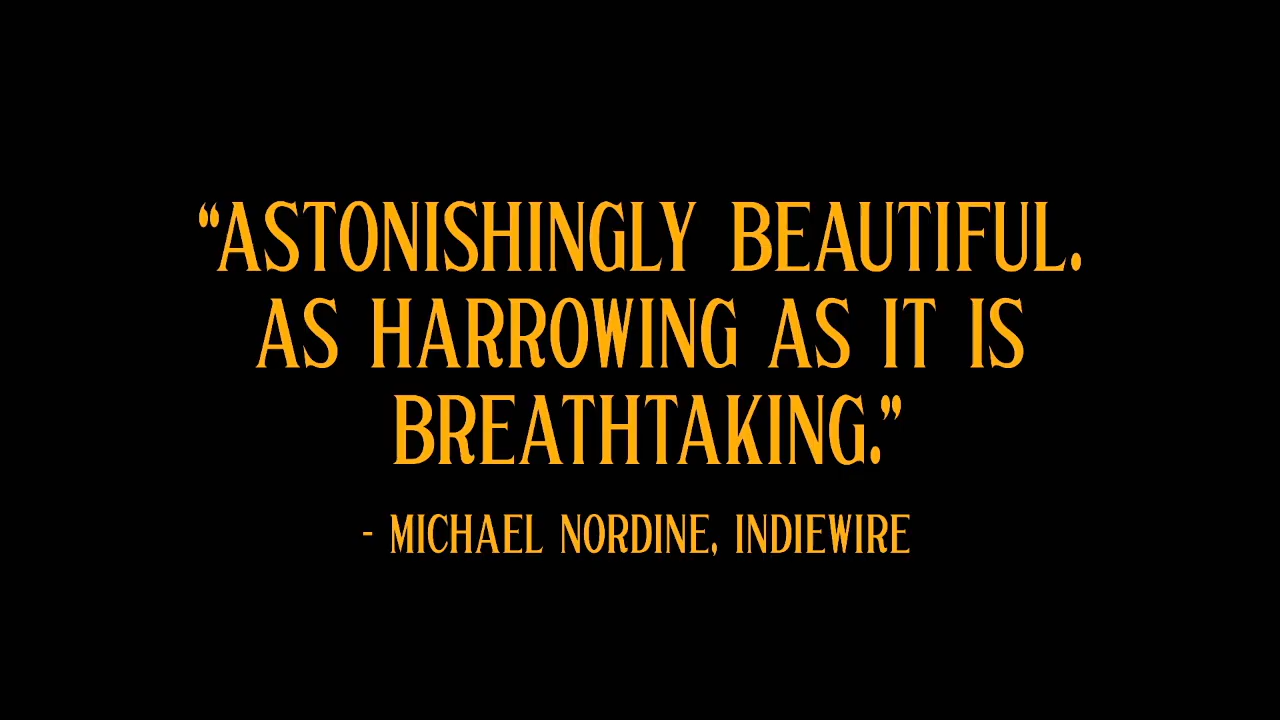 “ASTONISHINGLY BEAUTIFUL.
AS HARROWING AS IT IS
BREATHTAKING.”
- MICHAEL NORDINE, INDIEWIRE